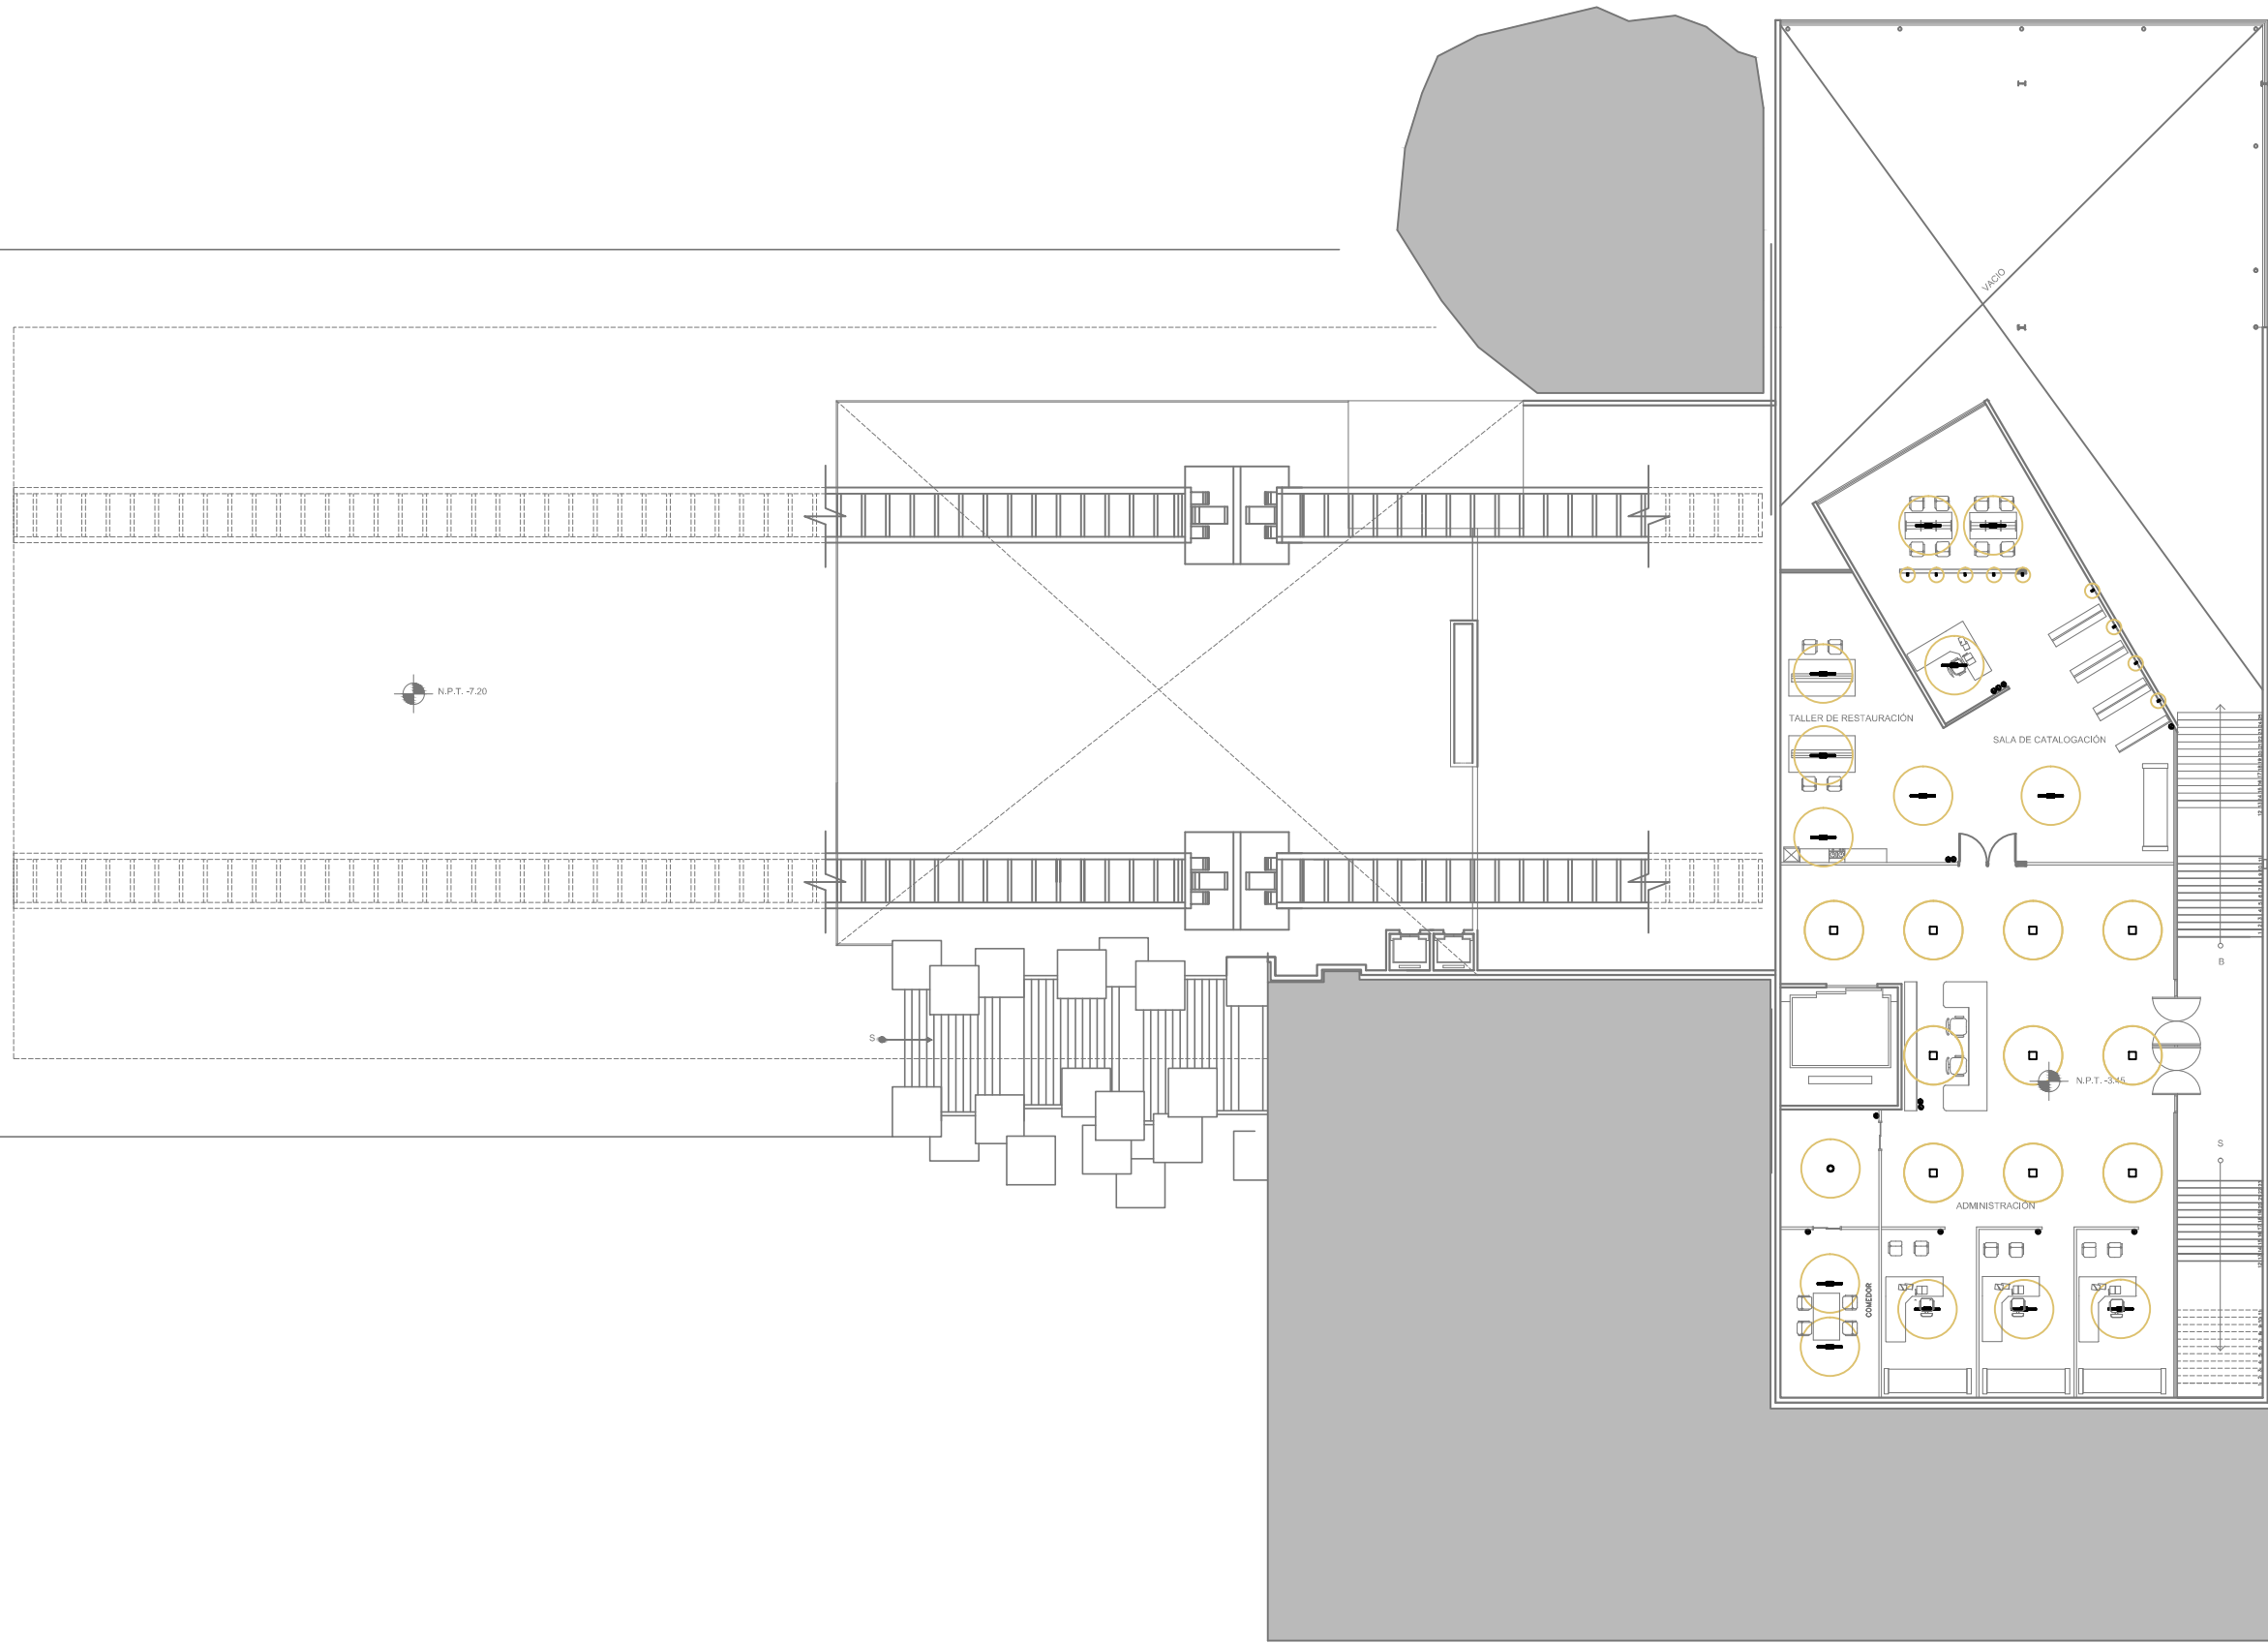 VACIO
N.P.T. -7.20
TALLER DE RESTAURACIÓN
SALA DE CATALOGACIÓN
B
S
N.P.T. -3.45
S
ADMINISTRACIÓN
COMEDOR